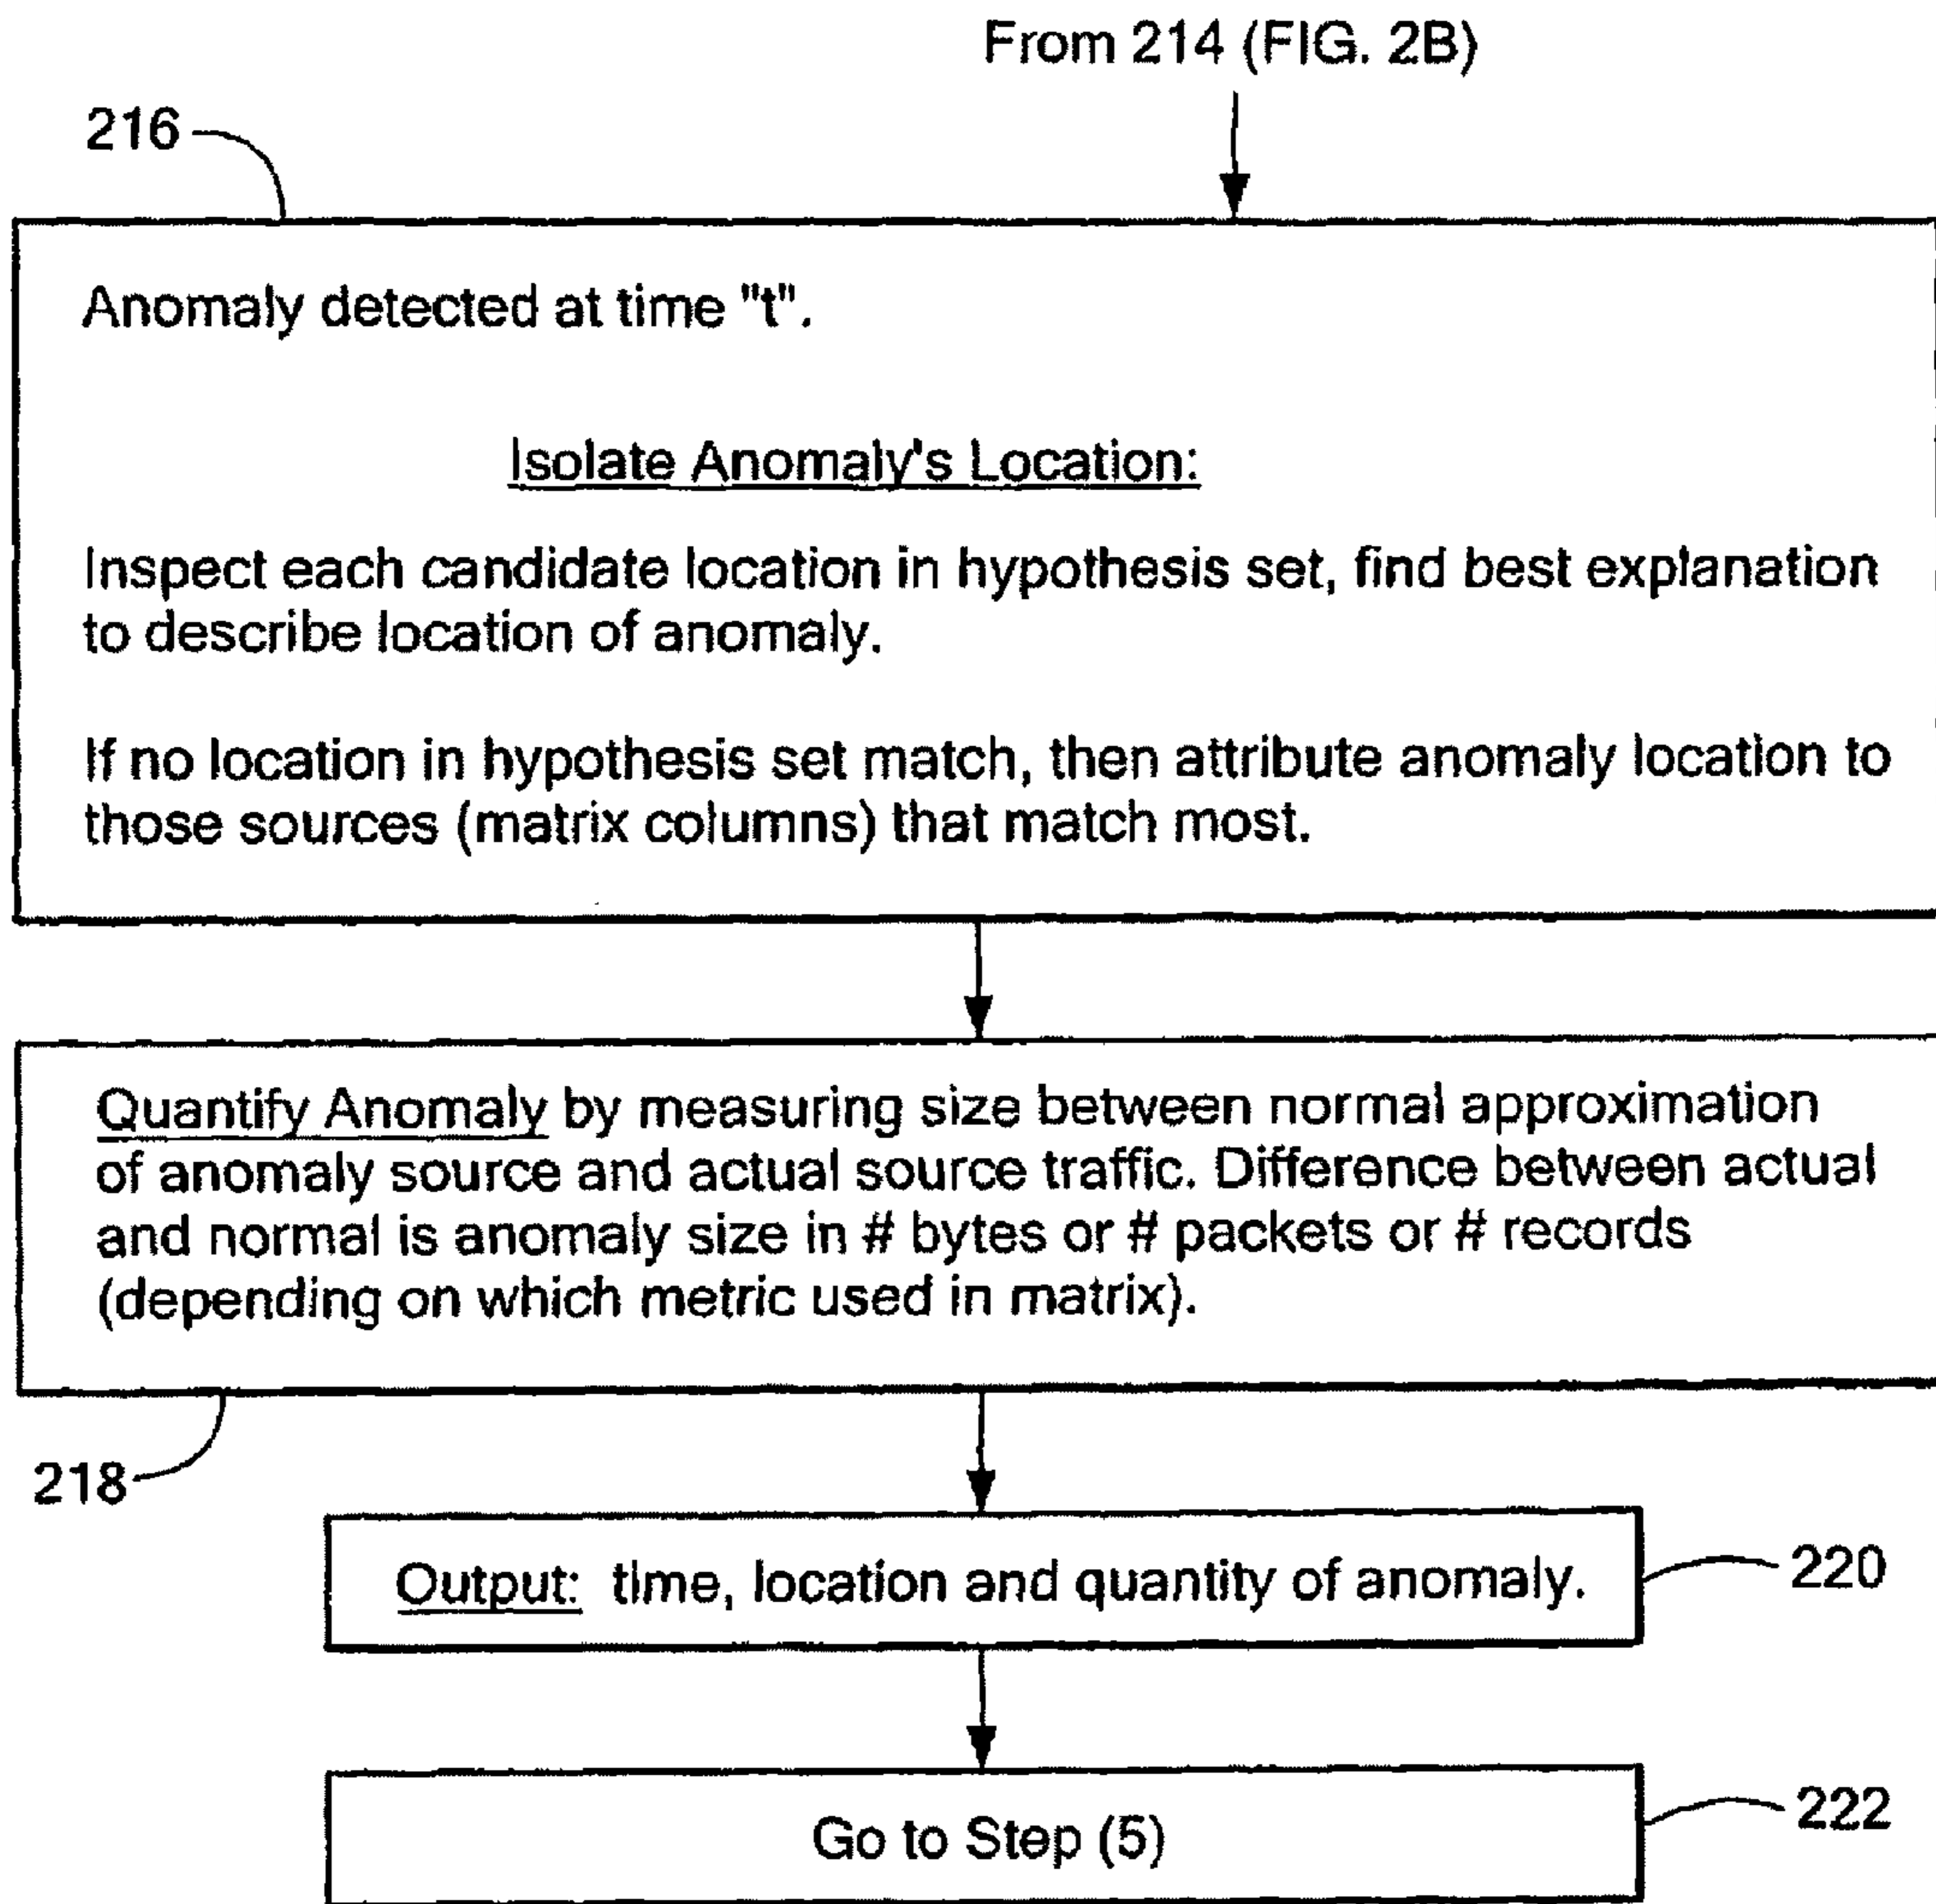 From 214 (FIG. 2B)
216
Anomaly detected at time "t".
Isolate Anomaly's Location:
Inspect each candidate location in hypothesis set, find best explanation
to describe location of anomaly.
If no location in hypothesis set match, then attribute anomaly location to
those sources (matrix columns) that match most.
Quantify Anomaly by measuring size between normal approximation
of anomaly source and actual source traffic. Difference between actual
and normal is anomaly size in # bytes or # packets or # records
(depending on which metric used in matrix).
218
Output: time, location and quantity of anomaly.
220
Go to Step (5)
222